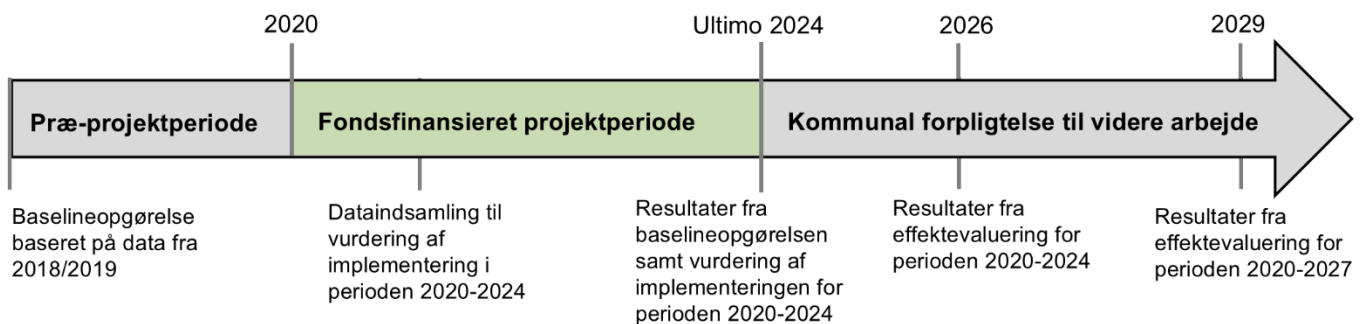 2020
Ultimo 2024
2026
2029
Præ-projektperiode
Fondsfinansieret projektperiode
Kommunal forpligtelse til videre arbejde
Baselineopgørelse
baseret på data fra
2018/2019
Dataindsamling til
vurdering af
implementering i
perioden 2020-2024
Resultater fra
baselineopgørelsen
samt vurdering af
implementeringen for
perioden 2020-2024
Resultater fra
effektevaluering for
perioden 2020-2024
Resultater fra
effektevaluering for
perioden 2020-2027